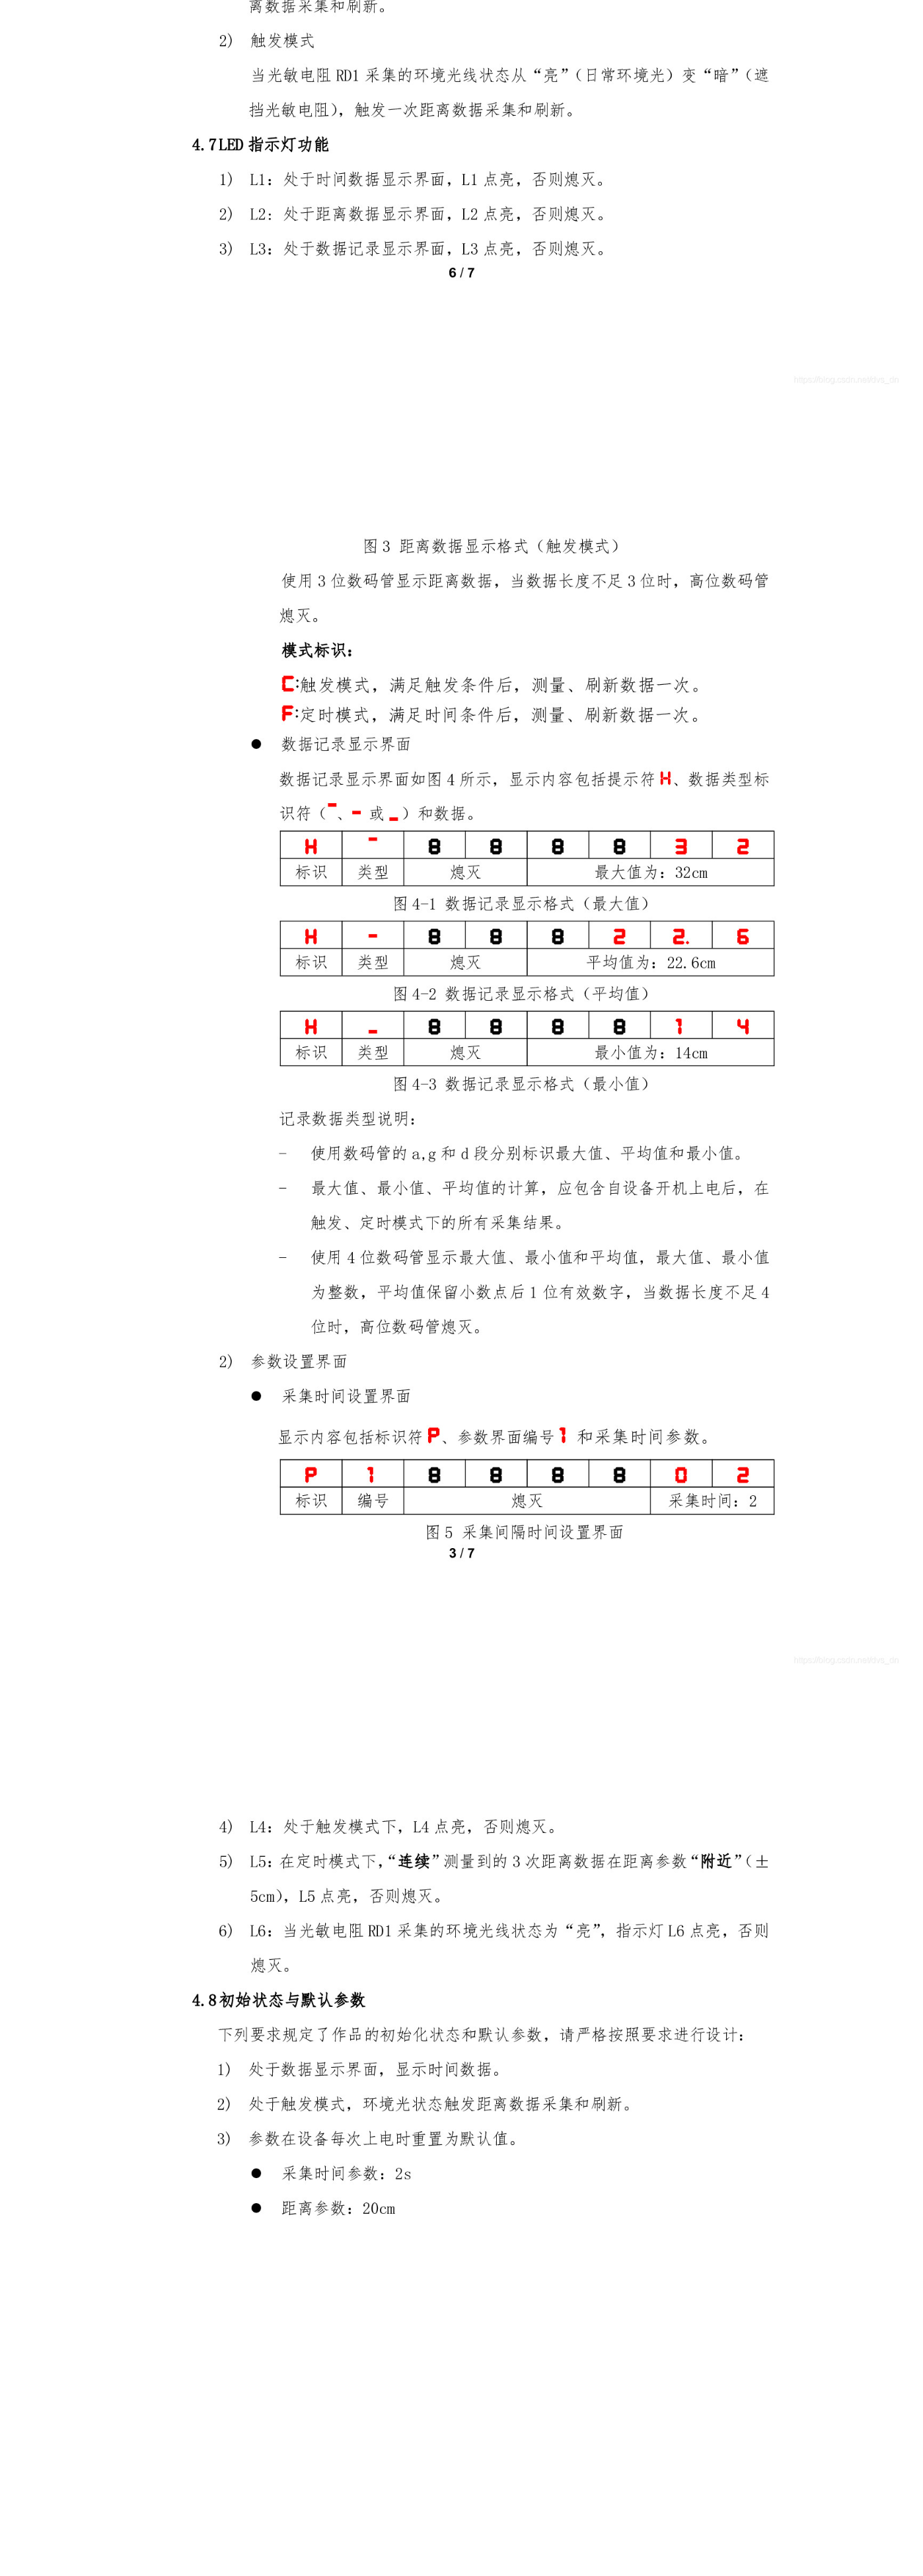 离数据采集和刷新。
2) 触发模式
当光敏电阻 RD1 采集的环境光线状态从“亮”（日常环境光）变“暗”（遮
挡光敏电阻），触发一次距离数据采集和刷新。
4.7 LED 指示灯功能
1) L1：处于时间数据显示界面，L1 点亮，否则熄灭。
2) L2：处于距离数据显示界面，L2 点亮，否则熄灭。
3) L3：处于数据记录显示界面，L3 点亮，否则熄灭。
6 / 7
图 3 距离数据显示格式（触发模式）
使用 3 位数码管显示距离数据，当数据长度不足 3 位时，高位数码管
熄灭。
模式标识：
C:触发模式，满足触发条件后，测量、刷新数据一次。
F:定时模式，满足时间条件后，测量、刷新数据一次。
● 数据记录显示界面
数据记录显示界面如图 4 所示，显示内容包括提示符 H、数据类型标
识符（¯、- 或 _）和数据。
H ¯ 8 8 8 8 3 2
标识 类型 熄灭 最大值为：32cm
图 4-1 数据记录显示格式（最大值）
H - 8 8 8 2 2. 6
标识 类型 熄灭 平均值为：22.6cm
图 4-2 数据记录显示格式（平均值）
H _ 8 8 8 8 1 4
标识 类型 熄灭 最小值为：14cm
图 4-3 数据记录显示格式（最小值）
记录数据类型说明：
- 使用数码管的 a,g 和 d 段分别标识最大值、平均值和最小值。
- 最大值、最小值、平均值的计算，应包含自设备开机上电后，在
触发、定时模式下的所有采集结果。
- 使用 4 位数码管显示最大值、最小值和平均值，最大值、最小值
为整数，平均值保留小数点后 1 位有效数字，当数据长度不足 4
位时，高位数码管熄灭。
2) 参数设置界面
● 采集时间设置界面
显示内容包括标识符 P、参数界面编号 1 和采集时间参数。
P 1 8 8 8 8 0 2
标识 编号 熄灭 采集时间：2
图 5 采集间隔时间设置界面
3 / 7
4) L4：处于触发模式下，L4 点亮，否则熄灭。
5) L5：在定时模式下，“连续”测量到的 3 次距离数据在距离参数“附近”（±
5cm），L5 点亮，否则熄灭。
6) L6：当光敏电阻 RD1 采集的环境光线状态为“亮”，指示灯 L6 点亮，否则
熄灭。
4.8 初始状态与默认参数
下列要求规定了作品的初始化状态和默认参数，请严格按照要求进行设计：
1) 处于数据显示界面，显示时间数据。
2) 处于触发模式，环境光状态触发距离数据采集和刷新。
3) 参数在设备每次上电时重置为默认值。
● 采集时间参数：2s
● 距离参数：20cm